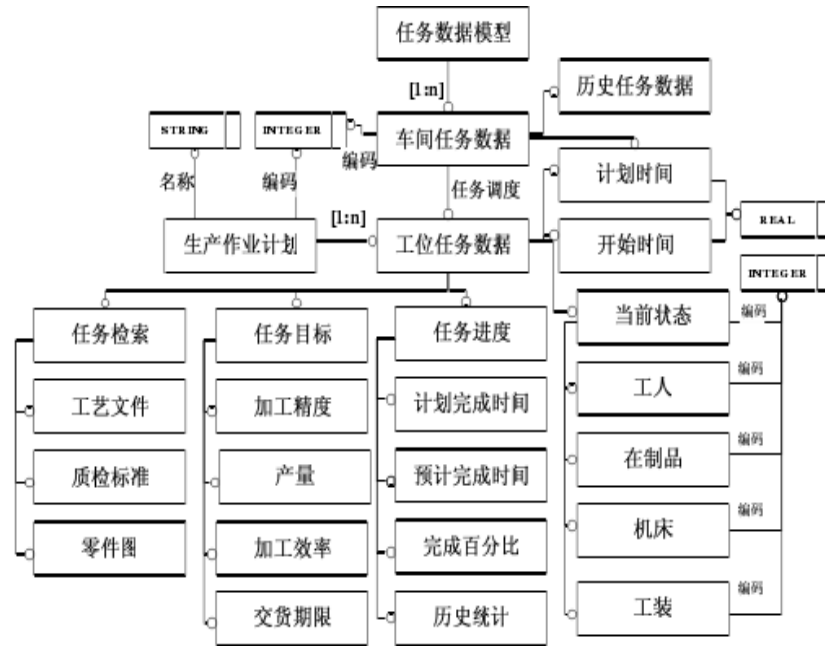 任务数据模型
[1:n]
历史任务数据
STRING
INTEGER
编码
车间任务数据
名称
编码
任务调度
计划时间
[1:n]
REAL
生产作业计划
工位任务数据
开始时间
INTEGER
任务检索
任务目标
任务进度
当前状态
编码
工艺文件
加工精度
计划完成时间
工人
编码
质检标准
产量
预计完成时间
在制品
编码
零件图
加工效率
完成百分比
机床
编码
交货期限
历史统计
工装
编码